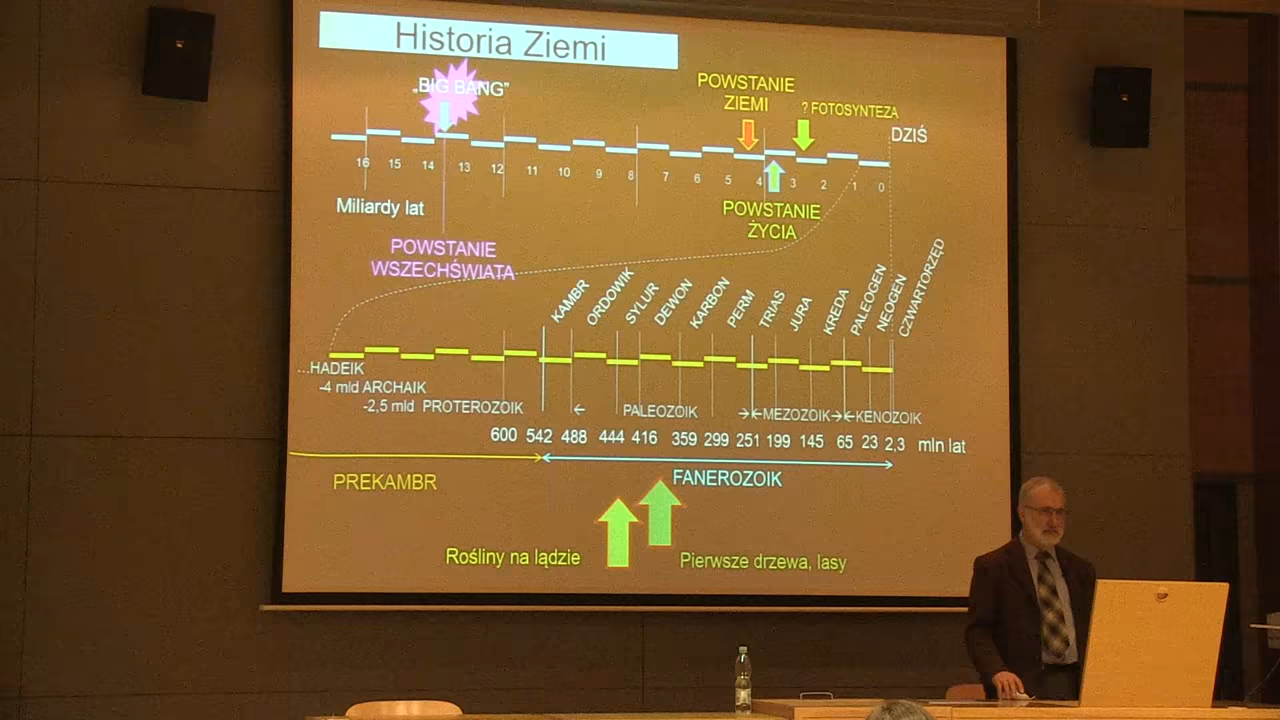 Historia Ziemi
„BIG BANG”
POWSTANIE
ZIEMI
? FOTOSYNTEZA
DZIŚ
16 15 14 13 12 11 10 9 8 7 6 5 4 3 2 1 0
Miliardy lat
POWSTANIE
ŻYCIA
POWSTANIE
WSZECHŚWIATA
KAMBR
ORDOWIK
SYLUR
DEWON
KARBON
PERM
TRIAS
JURA
KREDA
PALEOGEN
NEOGEN
CZWARTORZĘD
...HADEIK
-4 mld ARCHAIK
-2,5 mld PROTEROZOIK
PALEOZOIK
MEZOZOIK
KENOZOIK
600 542 488 444 416 359 299 251 199 145 65 23 2,3 mln lat
PREKAMBR
FANEROZOIK
Rośliny na lądzie
Pierwsze drzewa, lasy